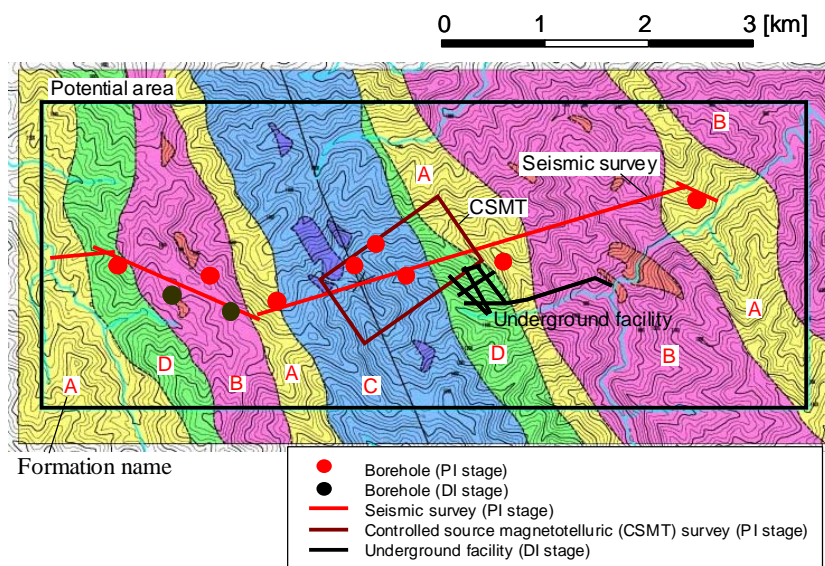 0 1 2 3 [km]
Potential area
B
Seismic survey
A
CSMT
Underground facility
A
D
D
B
A
B
A
C
Formation name
Borehole (PI stage)
Borehole (DI stage)
Seismic survey (PI stage)
Controlled source magnetotelluric (CSMT) survey (PI stage)
Underground facility (DI stage)